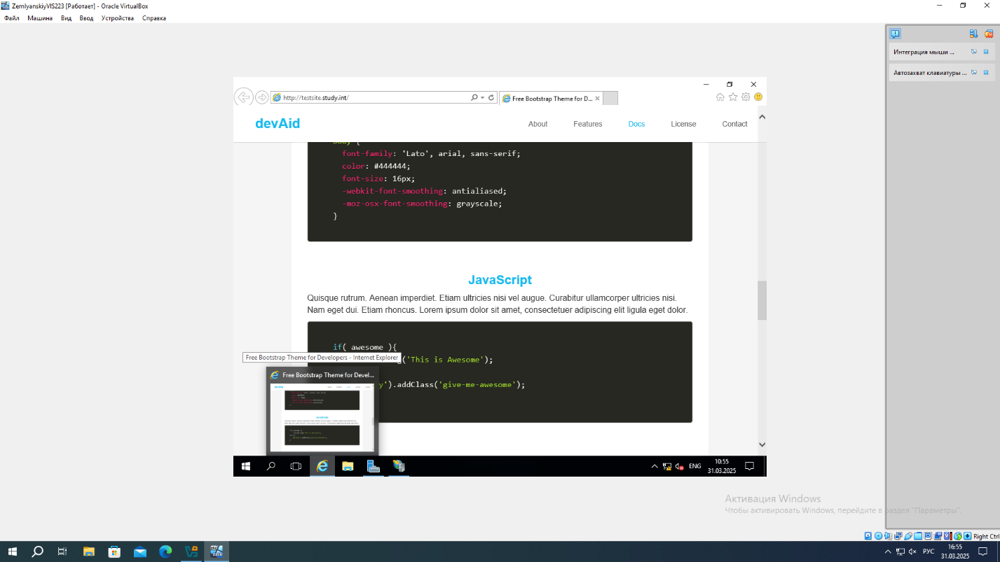 ZemlyanskiyVIS223 [Работает] - Oracle VirtualBox
Файл Машина Вид Ввод Устройства Справка
Интеграция мыши ...
Автозахват клавиатуры ...
http://testsite.study.int/
Free Bootstrap Theme for D...
devAid
About Features Docs License Contact
body {
font-family: 'Lato', arial, sans-serif;
color: #444444;
font-size: 16px;
-webkit-font-smoothing: antialiased;
-moz-osx-font-smoothing: grayscale;
}
JavaScript
Quisque rutrum. Aenean imperdiet. Etiam ultricies nisi vel augue. Curabitur ullamcorper ultricies nisi.
Nam eget dui. Etiam rhoncus. Lorem ipsum dolor sit amet, consectetuer adipiscing elit ligula eget dolor.
if( awesome ){
Free Bootstrap Theme for Developers - Internet Explorer
('This is Awesome');
Free Bootstrap Theme for Devel...
y').addClass('give-me-awesome');
ENG
10:55
31.03.2025
Активация Windows
Чтобы активировать Windows, перейдите в раздел "Параметры".
Right Ctrl
РУС
16:55
31.03.2025